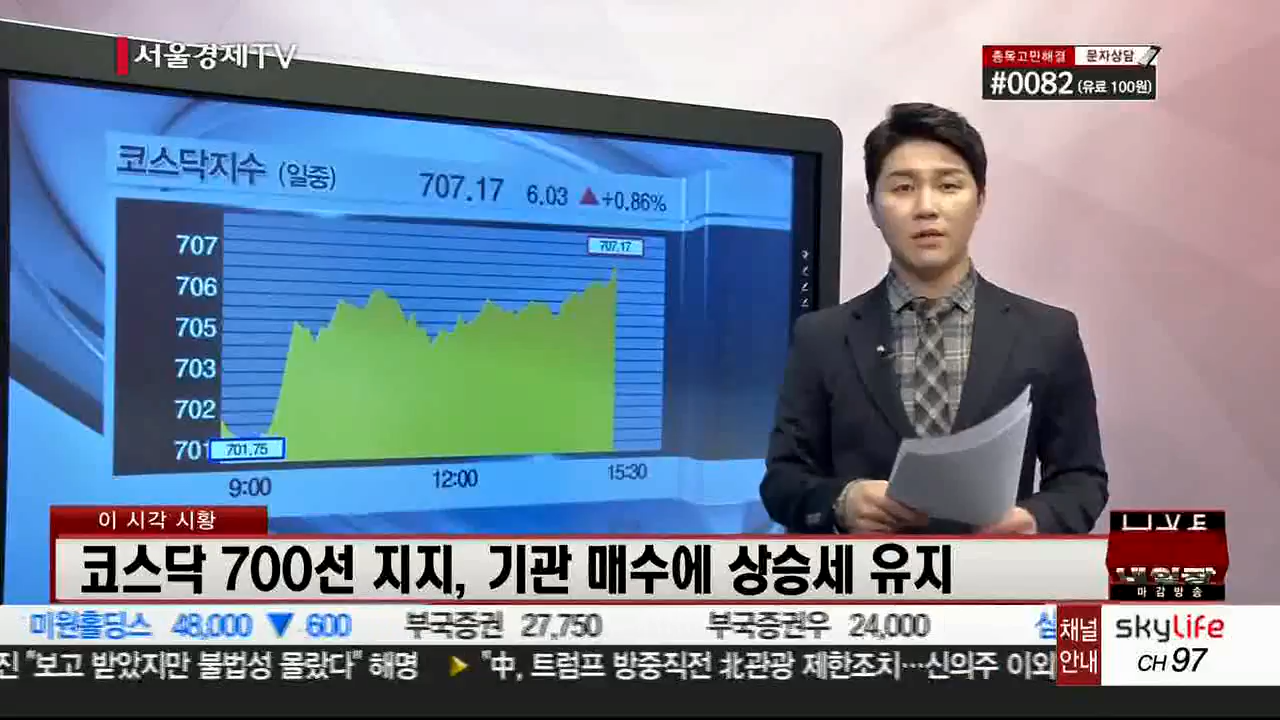 서울경제TV
종목고민해결 문자상담
#0082 (유료 100원)
코스닥지수 (일중) 707.17 6.03 ▲+0.86%
707
706
705
703
702
701
707.17
701.75
9:00 12:00 15:30
이 시각 시황
코스닥 700선 지지, 기관 매수에 상승세 유지
LIVE
마감방송
미원홀딩스 48,000 ▼ 600 부국증권 27,750 부국증권우 24,000
진 "보고 받았지만 불법성 몰랐다" 해명 ▶ "中, 트럼프 방중직전 北관광 제한조치…신의주 이외
채널
안내
skylife
CH 97